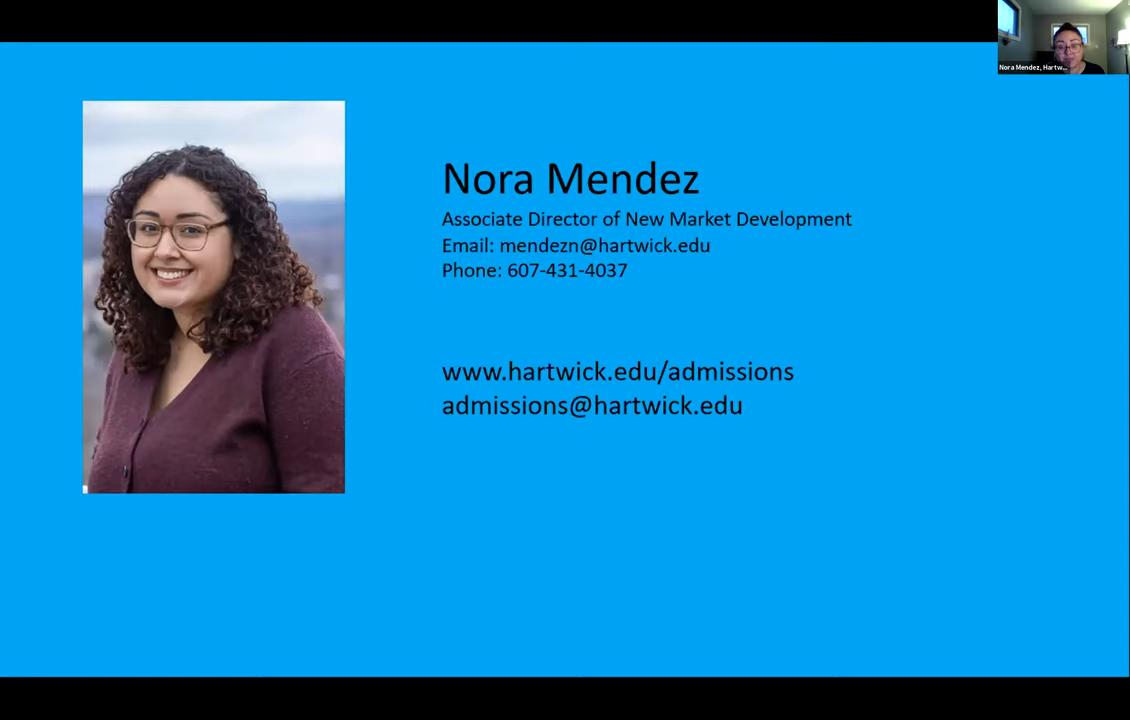 Nora Mendez, Hartw...
Nora Mendez
Associate Director of New Market Development
Email: mendezn@hartwick.edu
Phone: 607-431-4037
www.hartwick.edu/admissions
admissions@hartwick.edu